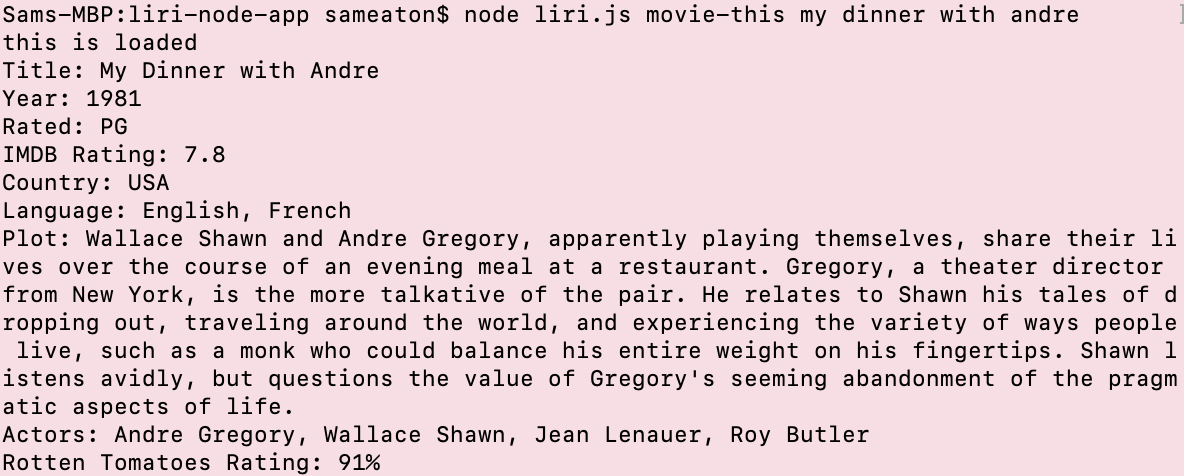 Sams-MBP:liri-node-app sameaton$ node liri.js movie-this my dinner with andre
this is loaded
Title: My Dinner with Andre
Year: 1981
Rated: PG
IMDB Rating: 7.8
Country: USA
Language: English, French
Plot: Wallace Shawn and Andre Gregory, apparently playing themselves, share their li
ves over the course of an evening meal at a restaurant. Gregory, a theater director
from New York, is the more talkative of the pair. He relates to Shawn his tales of d
ropping out, traveling around the world, and experiencing the variety of ways people
 live, such as a monk who could balance his entire weight on his fingertips. Shawn l
istens avidly, but questions the value of Gregory's seeming abandonment of the pragm
atic aspects of life.
Actors: Andre Gregory, Wallace Shawn, Jean Lenauer, Roy Butler
Rotten Tomatoes Rating: 91%